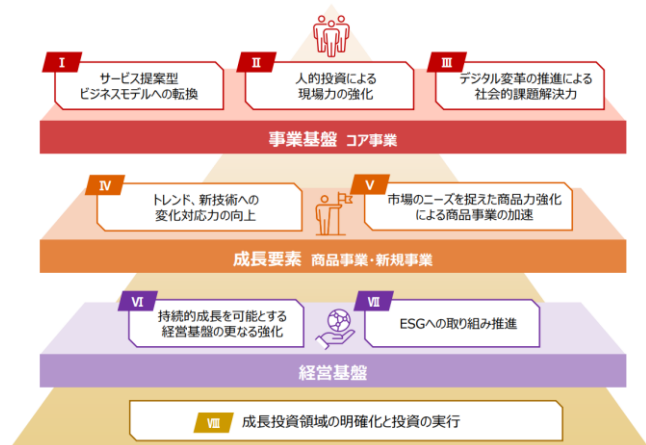 I
サービス提案型
ビジネスモデルへの転換
II
人的投資による
現場力の強化
III
デジタル変革の推進による
社会的課題解決力
事業基盤 コア事業
IV
トレンド、新技術への
変化対応力の向上
V
市場のニーズを捉えた商品力強化
による商品事業の加速
成長要素 商品事業・新規事業
VI
持続的成長を可能とする
経営基盤の更なる強化
VII
ESGへの取り組み推進
経営基盤
VIII 成長投資領域の明確化と投資の実行